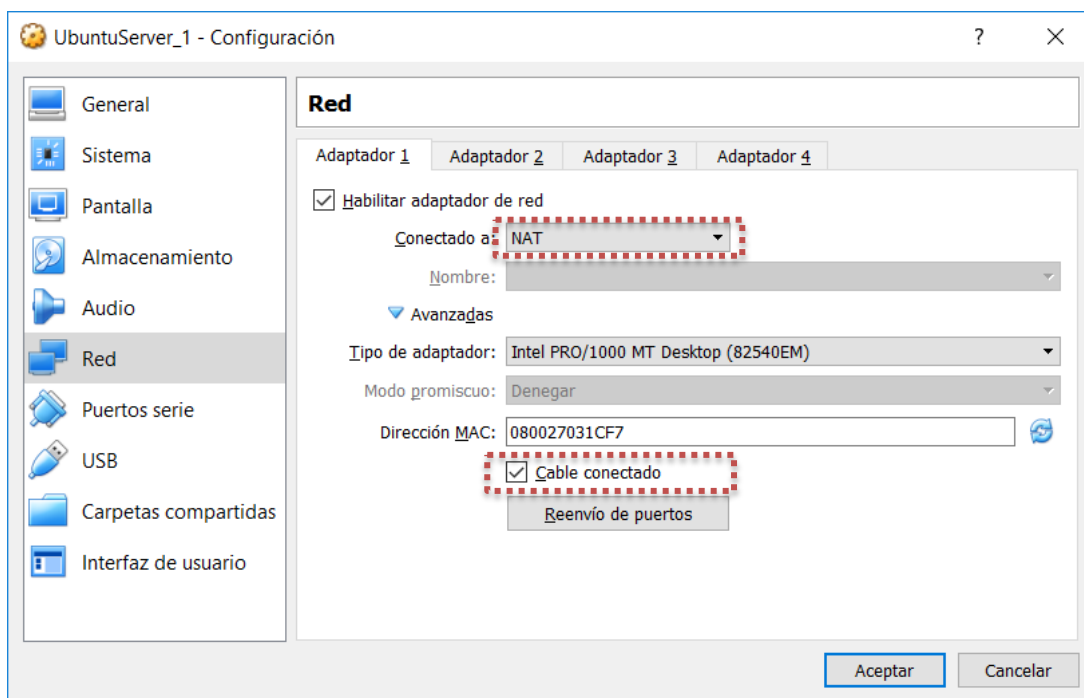 UbuntuServer_1 - Configuración
?
General
Sistema
Pantalla
Almacenamiento
Audio
Red
Puertos serie
USB
Carpetas compartidas
Interfaz de usuario
Red
Adaptador 1
Adaptador 2
Adaptador 3
Adaptador 4
Habilitar adaptador de red
Conectado a: NAT
Nombre:
Avanzadas
Tipo de adaptador: Intel PRO/1000 MT Desktop (82540EM)
Modo promiscuo: Denegar
Dirección MAC: 080027031CF7
Cable conectado
Reenvío de puertos
Aceptar
Cancelar